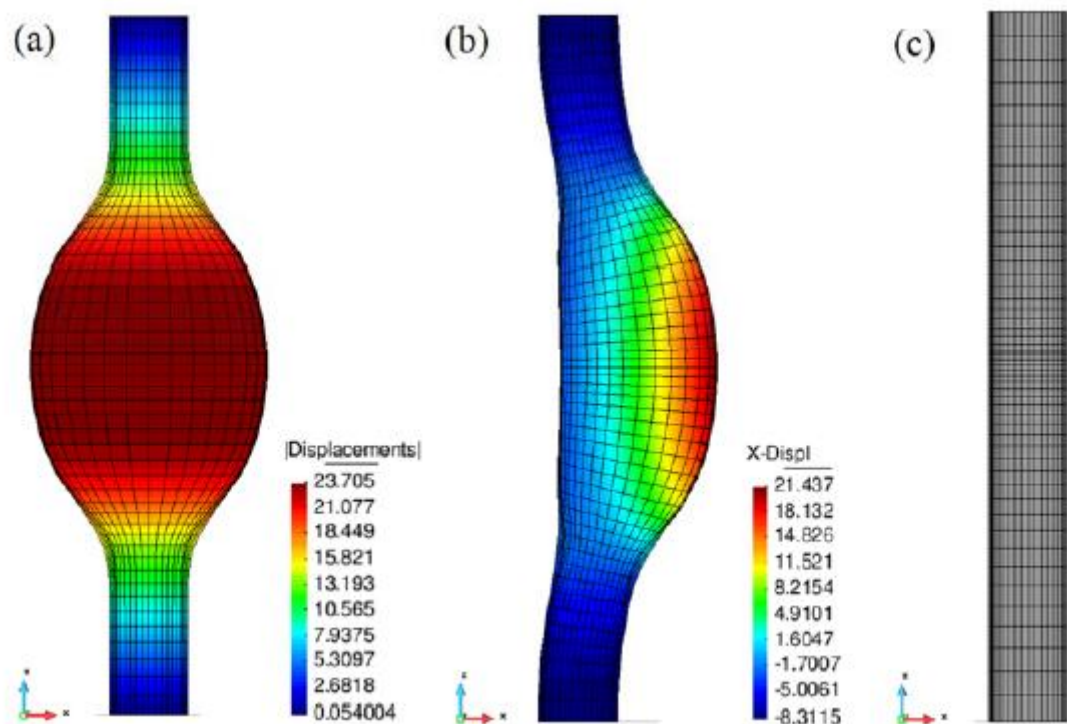 (a)
(b)
(c)
|Displacements|
23.705
21.077
18.449
15.821
13.193
10.565
7.9375
5.3097
2.6818
0.054004
X-Displ
21.437
18.132
14.826
11.521
8.2154
4.9101
1.6047
-1.7007
-5.0061
-8.3115
z
x
z
x
z
x